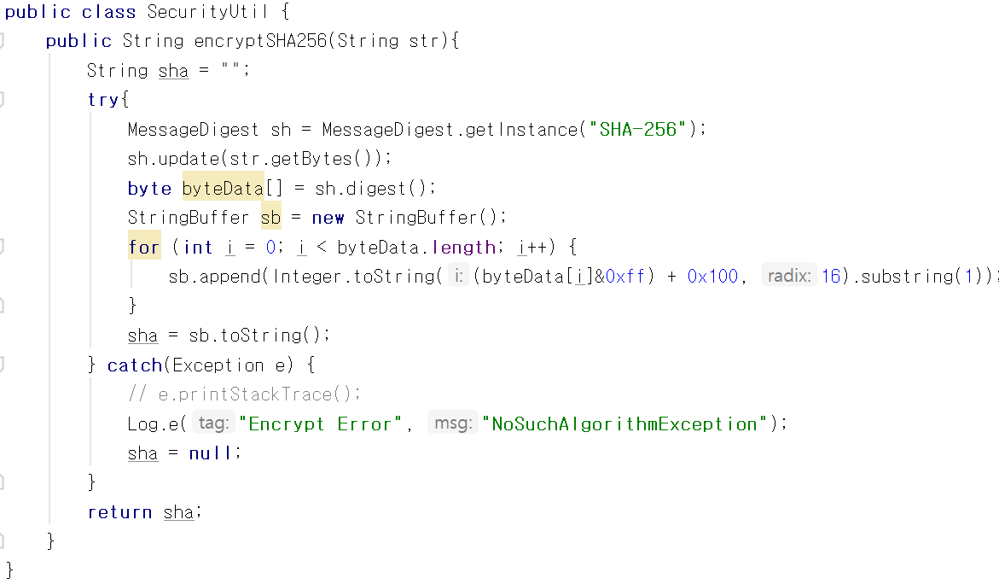 public class SecurityUtil {
    public String encryptSHA256(String str){
        String sha = "";
        try{
            MessageDigest sh = MessageDigest.getInstance("SHA-256");
            sh.update(str.getBytes());
            byte byteData[] = sh.digest();
            StringBuffer sb = new StringBuffer();
            for (int i = 0; i < byteData.length; i++) {
                sb.append(Integer.toString( i: (byteData[i]&0xff) + 0x100, radix: 16).substring(1));
            }
            sha = sb.toString();
        } catch(Exception e) {
            // e.printStackTrace();
            Log.e( tag: "Encrypt Error", msg: "NoSuchAlgorithmException");
            sha = null;
        }
        return sha;
    }
}